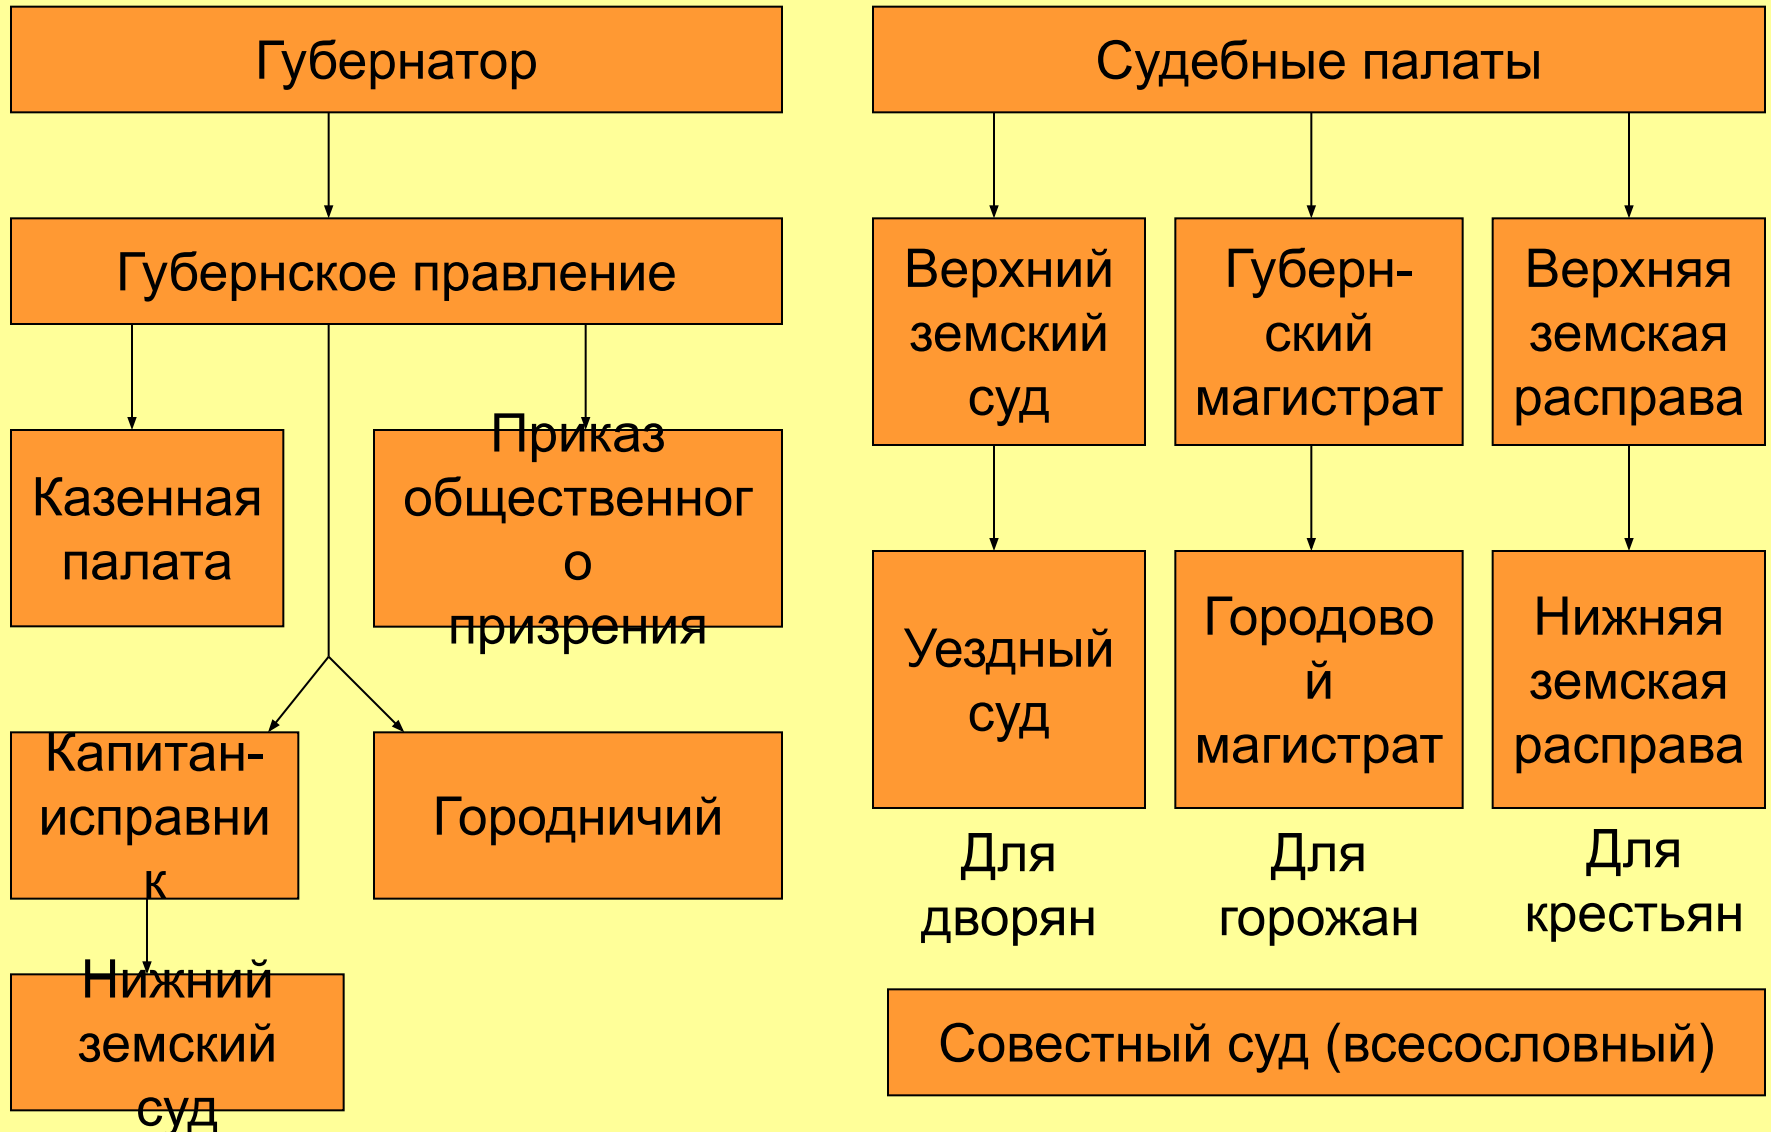 Губернатор
Губернское правление
Казенная
палата
Приказ
общественног
о
призрения
Капитан-
исправни
к
Городничий
Нижний
земский
суд
Судебные палаты
Верхний
земский
суд
Губерн-
ский
магистрат
Верхняя
земская
расправа
Уездный
суд
Городово
й
магистрат
Нижняя
земская
расправа
Для
дворян
Для
горожан
Для
крестьян
Совестный суд (всесословный)